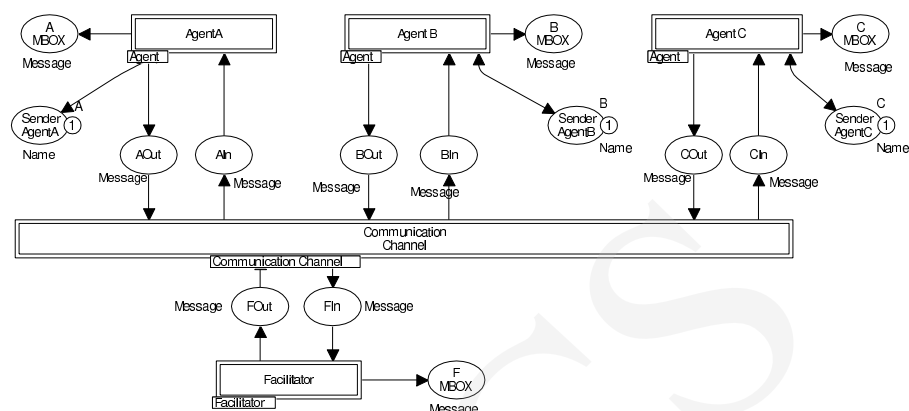 A
MBOX
Message
AgentA
Agent
B
MBOX
Message
Agent B
Agent
C
MBOX
Message
Agent C
Agent
A
Sender
AgentA
1
Name
AOut
Message
AIn
Message
B
Sender
AgentB
1
Name
BOut
Message
BIn
Message
C
Sender
AgentC
1
Name
COut
Message
CIn
Message
Communication
Channel
Communication Channel
Message
FOut
FIn
Message
Facilitator
Facilitator
F
MBOX
Message